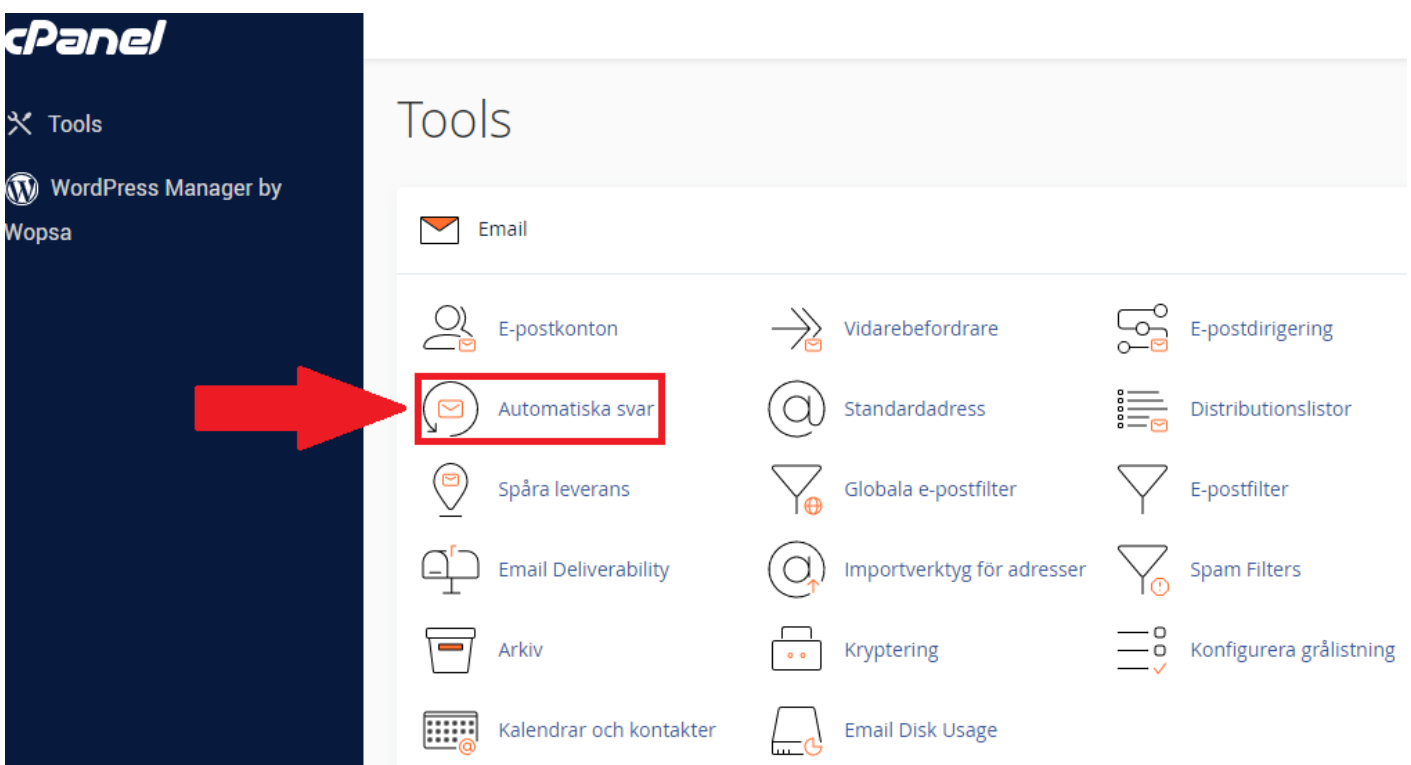 cPanel
Tools
WordPress Manager by
Wopsa
Tools
Email
E-postkonton
Vidarebefordrare
E-postdirigering
Automatiska svar
Standardadress
Distributionslistor
Spåra leverans
Globala e-postfilter
E-postfilter
Email Deliverability
Importverktyg för adresser
Spam Filters
Arkiv
Kryptering
Konfigurera grålistning
Kalendrar och kontakter
Email Disk Usage